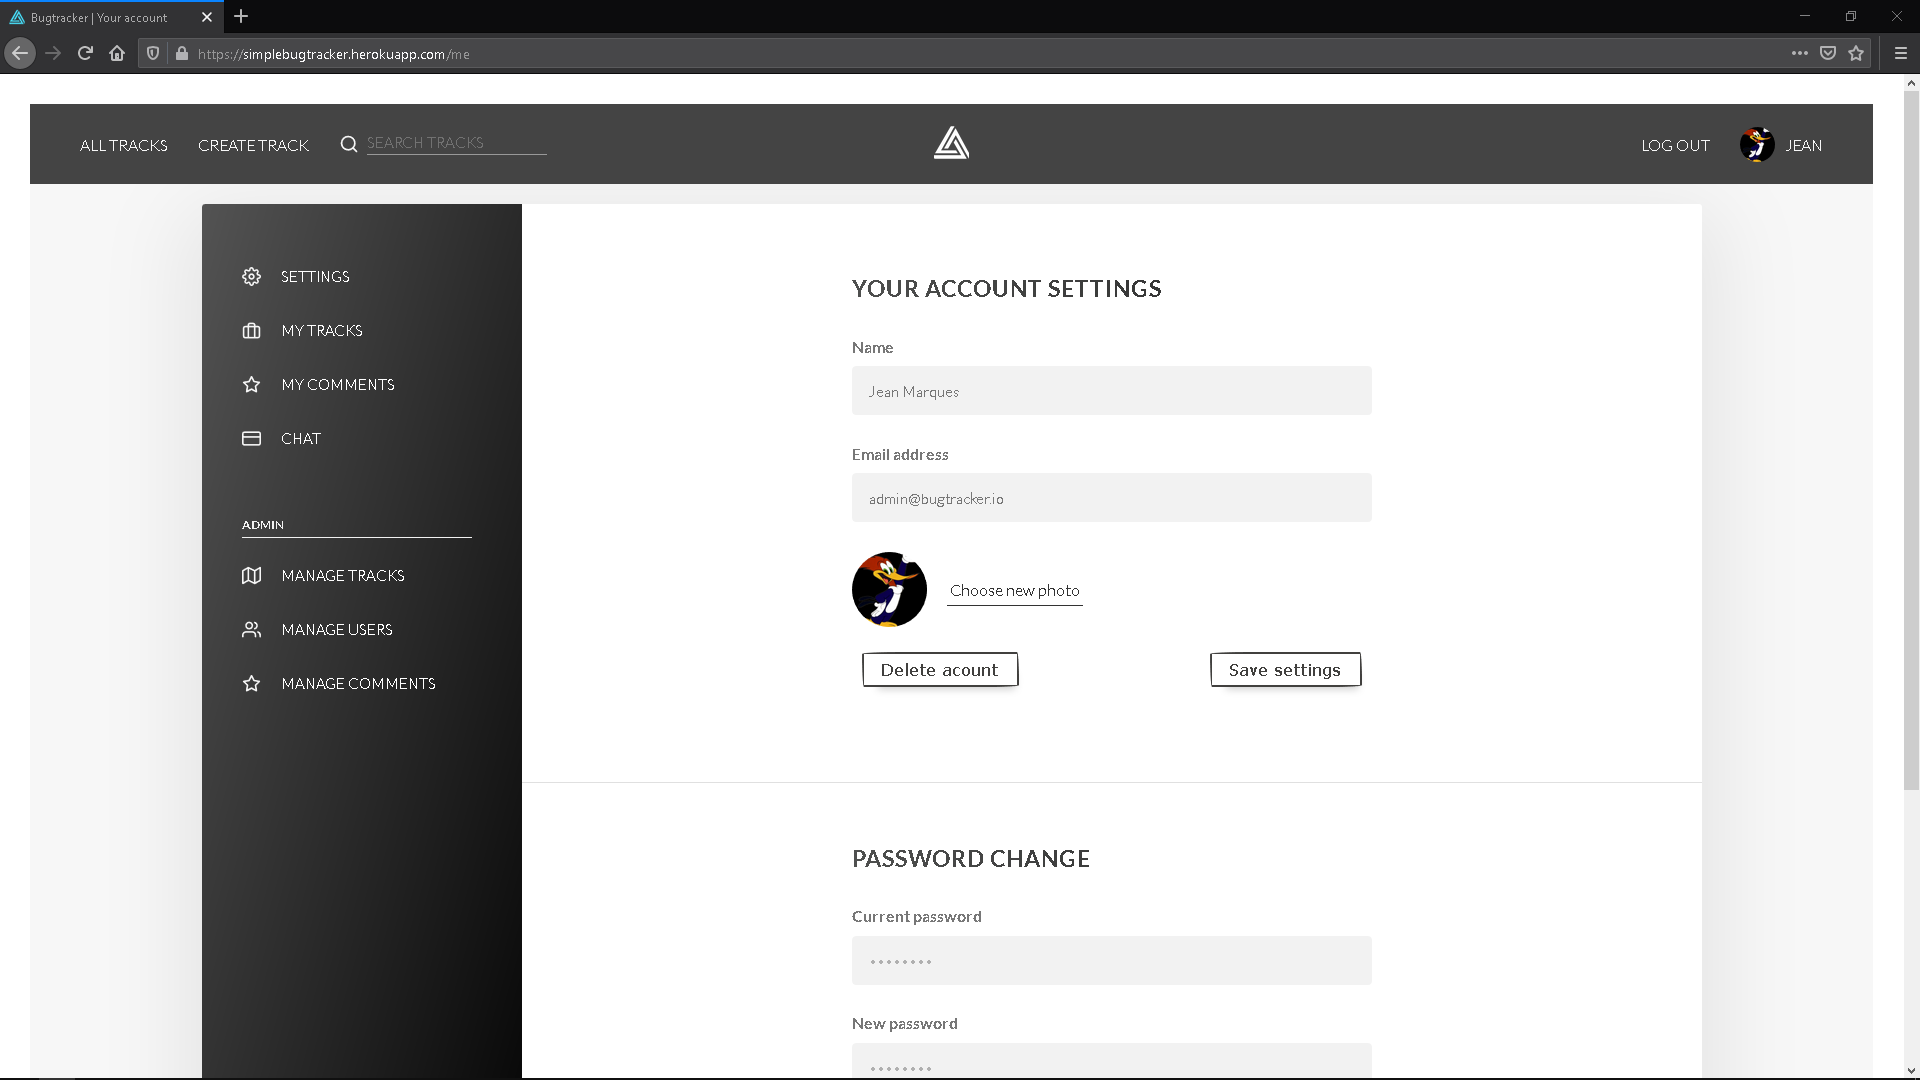 Bugtracker | Your account
https://simplebugtracker.herokuapp.com/me
ALL TRACKS
CREATE TRACK
SEARCH TRACKS
LOG OUT
JEAN
SETTINGS
MY TRACKS
MY COMMENTS
CHAT
ADMIN
MANAGE TRACKS
MANAGE USERS
MANAGE COMMENTS
YOUR ACCOUNT SETTINGS
Name
Jean Marques
Email address
admin@bugtracker.io
Choose new photo
Delete acount
Save settings
PASSWORD CHANGE
Current password
••••••••
New password
••••••••